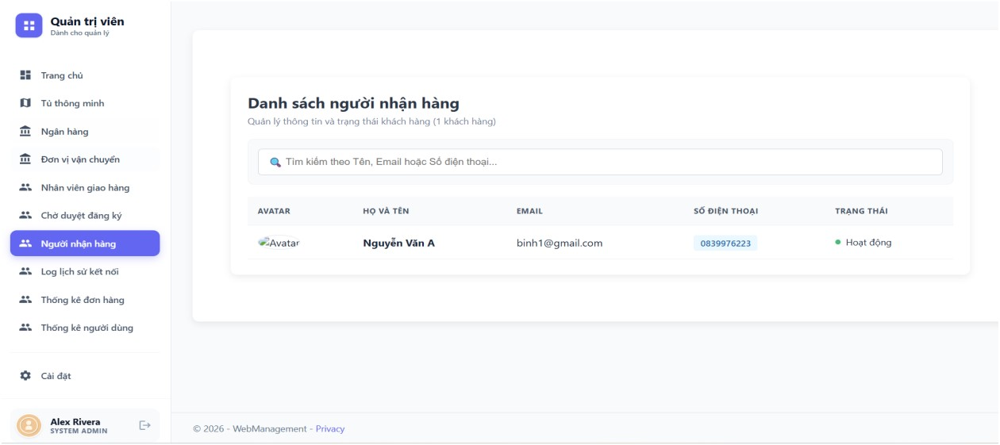 Quản trị viên
Dành cho quản lý
Trang chủ
Tủ thông minh
Ngân hàng
Đơn vị vận chuyển
Nhân viên giao hàng
Chờ duyệt đăng ký
Người nhận hàng
Log lịch sử kết nối
Thống kê đơn hàng
Thống kê người dùng
Cài đặt
Alex Rivera
SYSTEM ADMIN
Danh sách người nhận hàng
Quản lý thông tin và trạng thái khách hàng (1 khách hàng)
Tìm kiếm theo Tên, Email hoặc Số điện thoại...
AVATAR HỌ VÀ TÊN EMAIL SỐ ĐIỆN THOẠI TRẠNG THÁI
Avatar Nguyễn Văn A binh1@gmail.com 0839976223 Hoạt động
© 2026 - WebManagement - Privacy